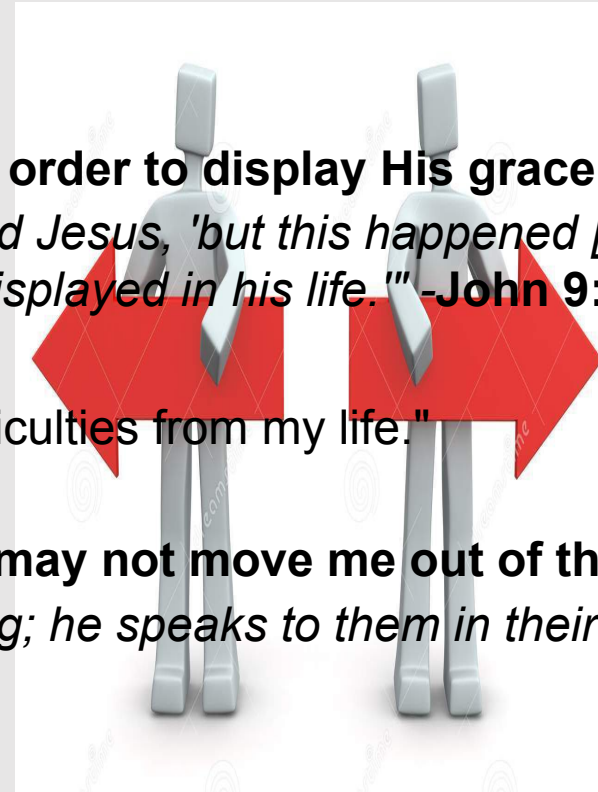 order to display His grace
d Jesus, 'but this happened [
isplayed in his life.'" -John 9:
iculties from my life."
may not move me out of th
g; he speaks to them in their